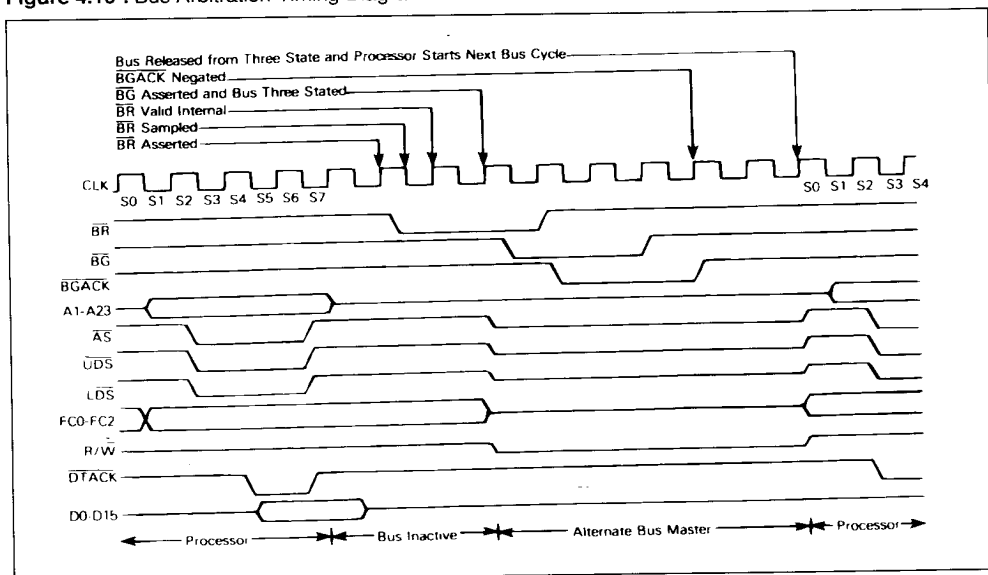 Figure 4.10 : Bus Arbitration Timing
Bus Released from Three State and Processor Starts Next Bus Cycle
BGACK Negated
BG Asserted and Bus Three Stated
BR Valid Internal
BR Sampled
BR Asserted
CLK
S0 S1 S2 S3 S4 S5 S6 S7 S0 S1 S2 S3 S4
BR
BG
BGACK
A1-A23
AS
UDS
LDS
FC0-FC2
R/W
DTACK
D0-D15
Processor Bus Inactive Alternate Bus Master Processor